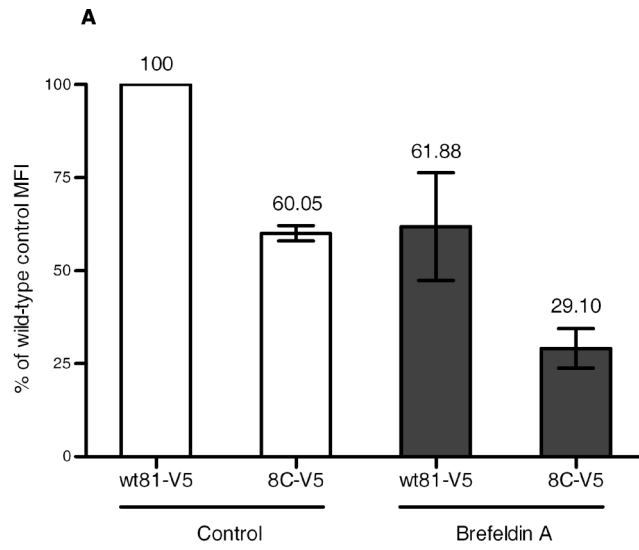 A
100
61.88
60.05
29.10
100
75
50
25
0
% of wild-type control MFI
wt81-V5 8C-V5 wt81-V5 8C-V5
Control Brefeldin A